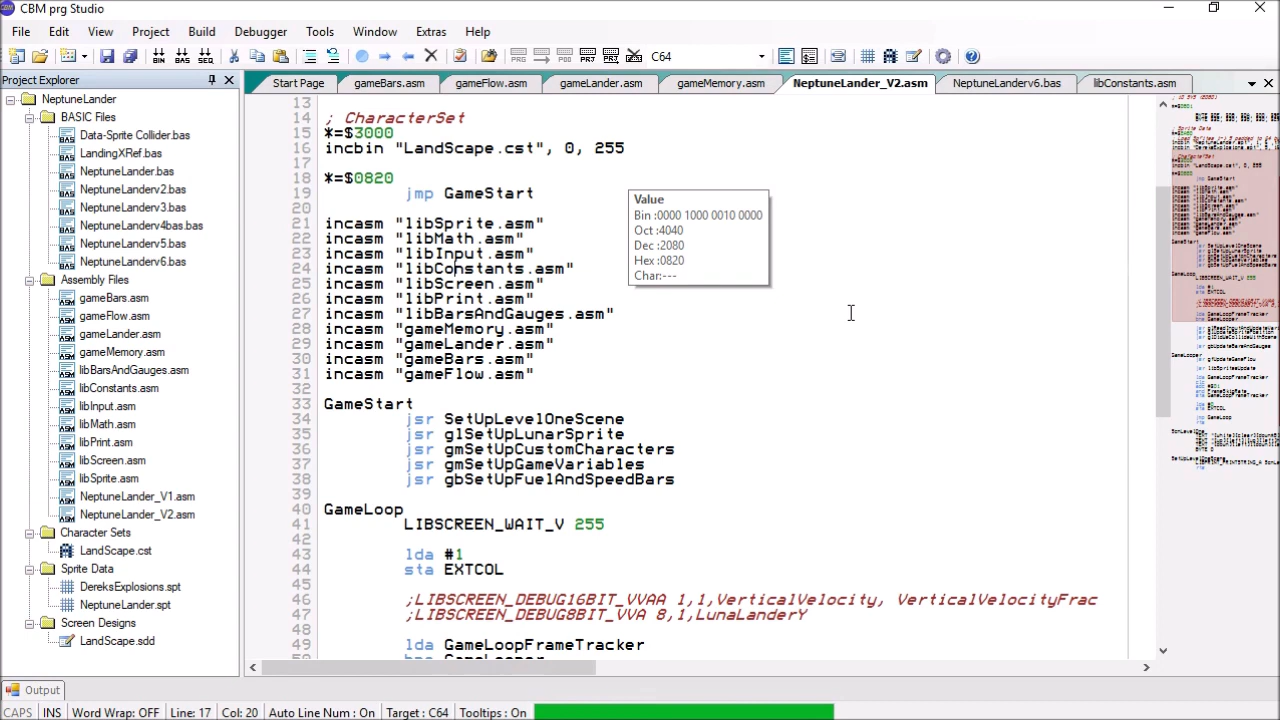 CBM prg Studio
File Edit View Project Build Debugger Tools Window Extras Help
C64
Project Explorer
Start Page gameBars.asm gameFlow.asm gameLander.asm gameMemory.asm NeptuneLander_V2.asm NeptuneLanderv6.bas libConstants.asm
NeptuneLander
BASIC Files
Data-Sprite Collider.bas
LandingXRef.bas
NeptuneLander.bas
NeptuneLander2.bas
NeptuneLanderv3.bas
NeptuneLanderv4bas.bas
NeptuneLanderv5.bas
NeptuneLanderv6.bas
Assembly Files
gameBars.asm
gameFlow.asm
gameLander.asm
gameMemory.asm
libBarsAndGauges.asm
libConstants.asm
libInput.asm
libMath.asm
libPrint.asm
libScreen.asm
libSprite.asm
NeptuneLander_V1.asm
NeptuneLander_V2.asm
Character Sets
LandScape.cst
Sprite Data
DereksExplosions.spt
NeptuneLander.spt
Screen Designs
LandScape.sdd
13
14 ; CharacterSet
15 *=$3000
16 incbin "LandScape.cst", 0, 255
17
18 *=$0820
19 jmp GameStart
20
21 incasm "libSprite.asm"
22 incasm "libMath.asm"
23 incasm "libInput.asm"
24 incasm "libConstants.asm"
25 incasm "libScreen.asm"
26 incasm "libPrint.asm"
27 incasm "libBarsAndGauges.asm"
28 incasm "gameMemory.asm"
29 incasm "gameLander.asm"
30 incasm "gameBars.asm"
31 incasm "gameFlow.asm"
32
33 GameStart
34 jsr SetUpLevelOneScene
35 jsr glSetUpLunarSprite
36 jsr gmSetUpCustomCharacters
37 jsr gmSetUpGameVariables
38 jsr gbSetUpFuelAndSpeedBars
39
40 GameLoop
41 LIBSCREEN_WAIT_V 255
42
43 lda #1
44 sta EXTCOL
45
46 ;LIBSCREEN_DEBUG16BIT_VVAA 1,1,VerticalVelocity, VerticalVelocityFrac
47 ;LIBSCREEN_DEBUG8BIT_VVA 8,1,LunaLanderY
48
49 lda GameLoopFrameTracker
Value
Bin :0000 1000 0010 0000
Oct :4040
Dec :2080
Hex :0820
Char:---
Output
CAPS INS Word Wrap: OFF Line: 17 Col: 20 Auto Line Num : On Target : C64 Tooltips : On